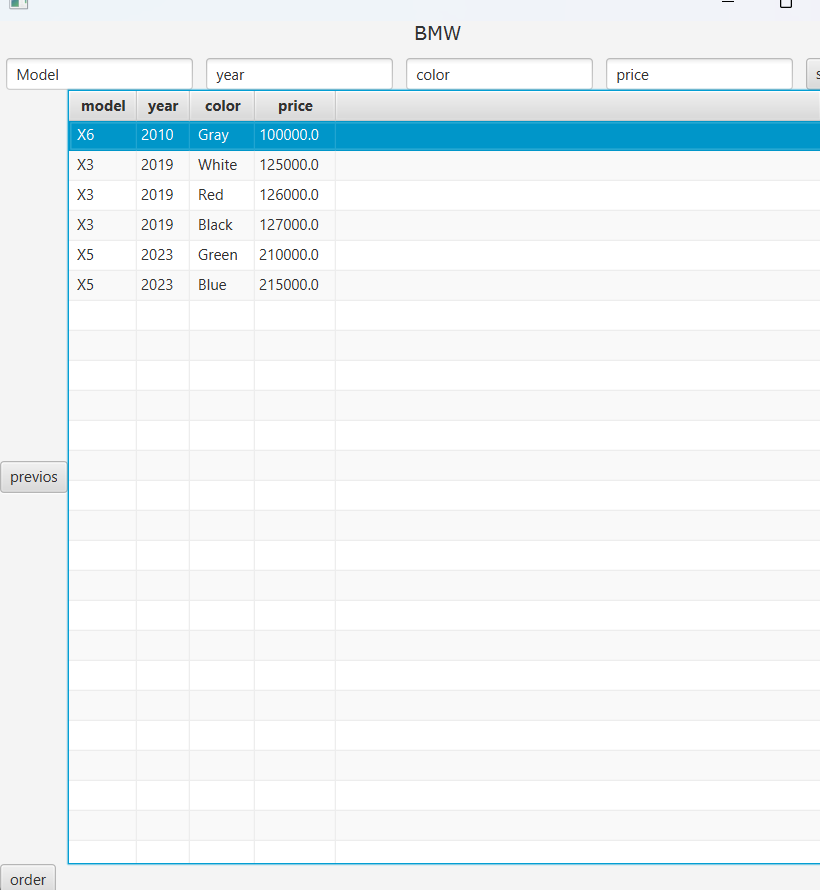 BMW
Model year color price s
model year color price
X6 2010 Gray 100000.0
X3 2019 White 125000.0
X3 2019 Red 126000.0
X3 2019 Black 127000.0
X5 2023 Green 210000.0
X5 2023 Blue 215000.0
previos
order